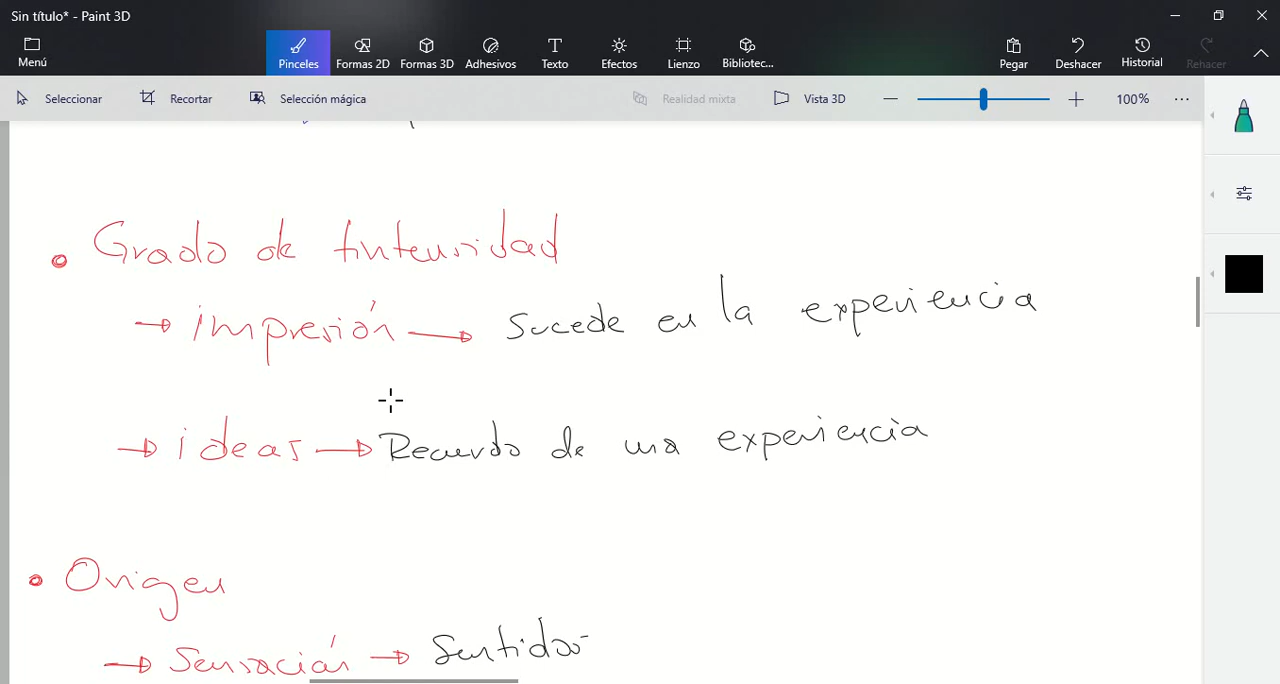 Sin título* - Paint 3D
Menú
Pinceles Formas 2D Formas 3D Adhesivos Texto Efectos Lienzo Bibliotec... Pegar Deshacer Historial Rehacer
Seleccionar Recortar Selección mágica Realidad mixta Vista 3D 100%
• Grado de tintensidad
→ impresión → Sucede en la experiencia
→ ideas → Recuerdo de una experiencia
• Origen
→ Sensación → Sentidos